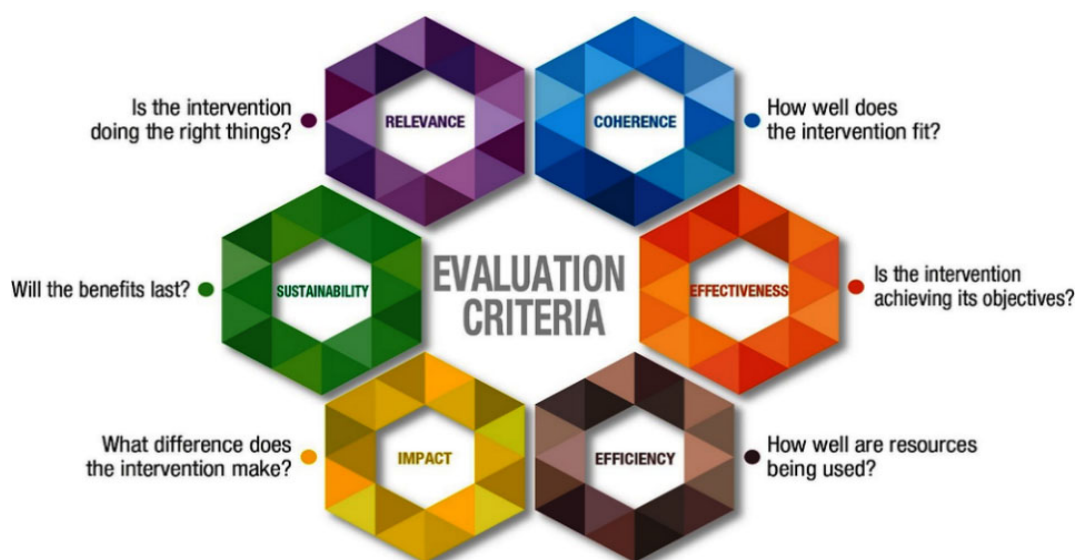 Is the intervention
doing the right things?
RELEVANCE
COHERENCE
How well does
the intervention fit?
Will the benefits last?
SUSTAINABILITY
EVALUATION
CRITERIA
EFFECTIVENESS
Is the intervention
achieving its objectives?
What difference does
the intervention make?
IMPACT
EFFICIENCY
How well are resources
being used?